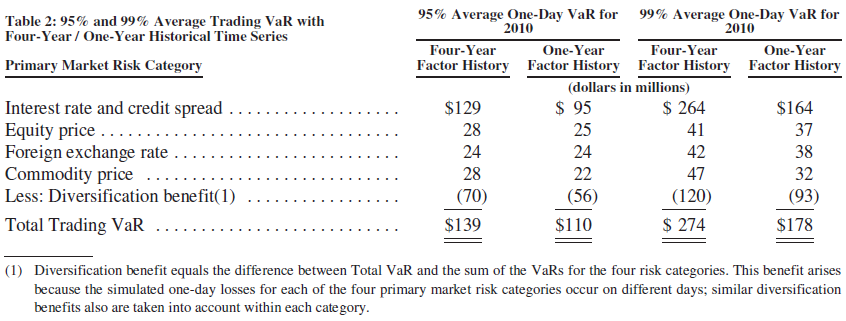 Table 2: 95% and 99% Average Trading VaR with
Four-Year / One-Year Historical Time Series
95% Average One-Day VaR for
2010
99% Average One-Day VaR for
2010
Primary Market Risk Category
Four-Year
Factor History
One-Year
Factor History
Four-Year
Factor History
One-Year
Factor History
(dollars in millions)
Interest rate and credit spread . . . . . . . . . . . . . . . . . . . $129 $ 95 $ 264 $164
Equity price . . . . . . . . . . . . . . . . . . . . . . . . . . . . . . . . . 28 25 41 37
Foreign exchange rate . . . . . . . . . . . . . . . . . . . . . . . . . 24 24 42 38
Commodity price . . . . . . . . . . . . . . . . . . . . . . . . . . . . 28 22 47 32
Less: Diversification benefit(1) . . . . . . . . . . . . . . . . . (70) (56) (120) (93)
Total Trading VaR . . . . . . . . . . . . . . . . . . . . . . . . . . . $139 $110 $ 274 $178
(1) Diversification benefit equals the difference between Total VaR and the sum of the VaRs for the four risk categories. This benefit arises
because the simulated one-day losses for each of the four primary market risk categories occur on different days; similar diversification
benefits also are taken into account within each category.